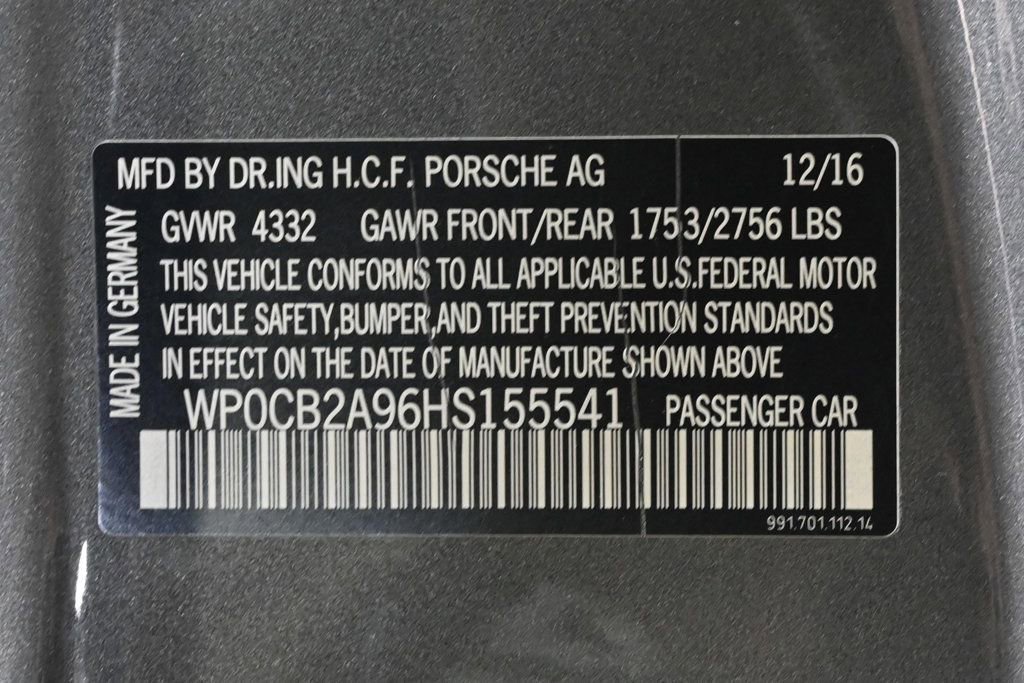 MFD BY DR.ING H.C.F. PORSCHE AG 12/16
GVWR 4332 GAWR FRONT/REAR 1753/2756 LBS
THIS VEHICLE CONFORMS TO ALL APPLICABLE U.S.FEDERAL MOTOR
VEHICLE SAFETY,BUMPER,AND THEFT PREVENTION STANDARDS
IN EFFECT ON THE DATE OF MANUFACTURE SHOWN ABOVE
WP0CB2A96HS155541 PASSENGER CAR
991.701.112.14
MADE IN GERMANY